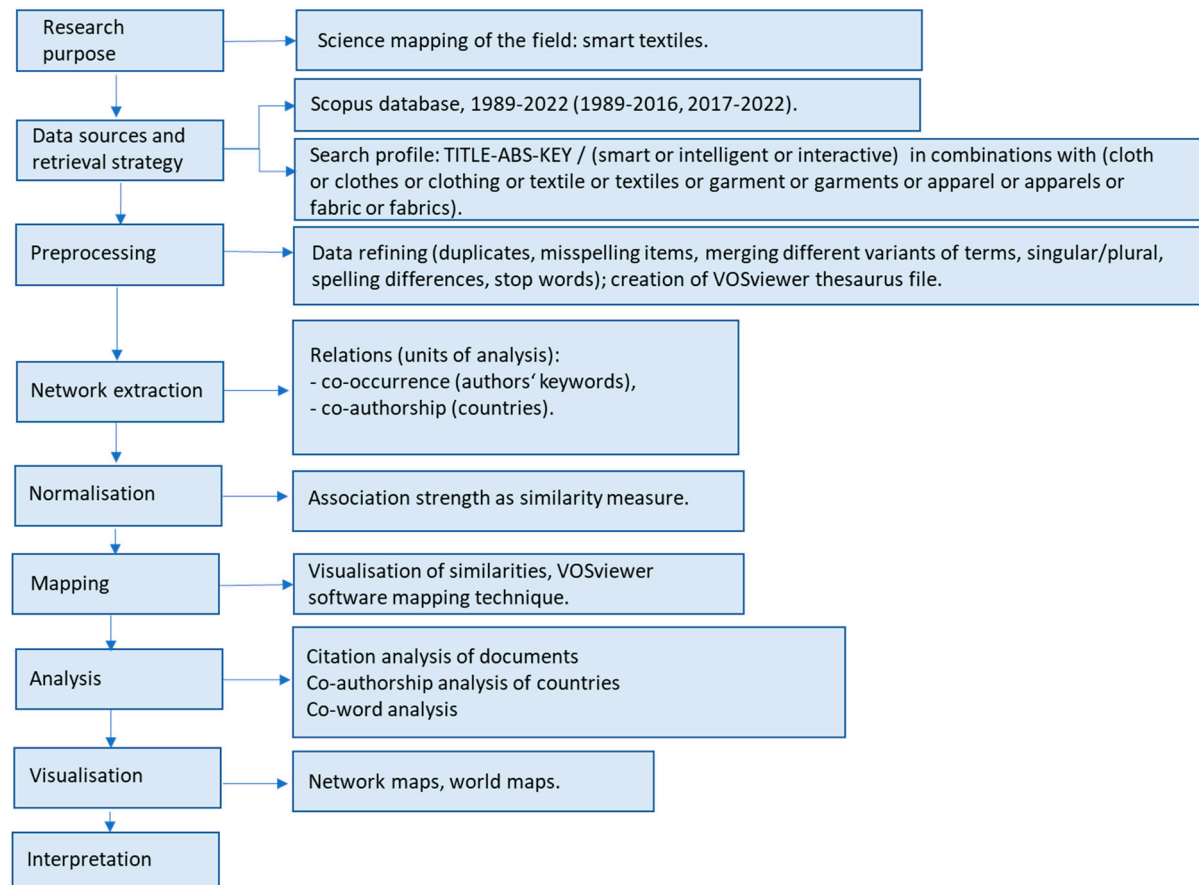 Research
purpose
Science mapping of the field: smart textiles.
Scopus database, 1989-2022 (1989-2016, 2017-2022).
Data sources and
retrieval strategy
Search profile: TITLE-ABS-KEY / (smart or intelligent or interactive) in combinations with (cloth
or clothes or clothing or textile or textiles or garment or garments or apparel or apparels or
fabric or fabrics).
Preprocessing
Data refining (duplicates, misspelling items, merging different variants of terms, singular/plural,
spelling differences, stop words); creation of VOSviewer thesaurus file.
Network extraction
Relations (units of analysis):
- co-occurrence (authors‘ keywords),
- co-authorship (countries).
Normalisation
Association strength as similarity measure.
Mapping
Visualisation of similarities, VOSviewer
software mapping technique.
Analysis
Citation analysis of documents
Co-authorship analysis of countries
Co-word analysis
Visualisation
Network maps, world maps.
Interpretation